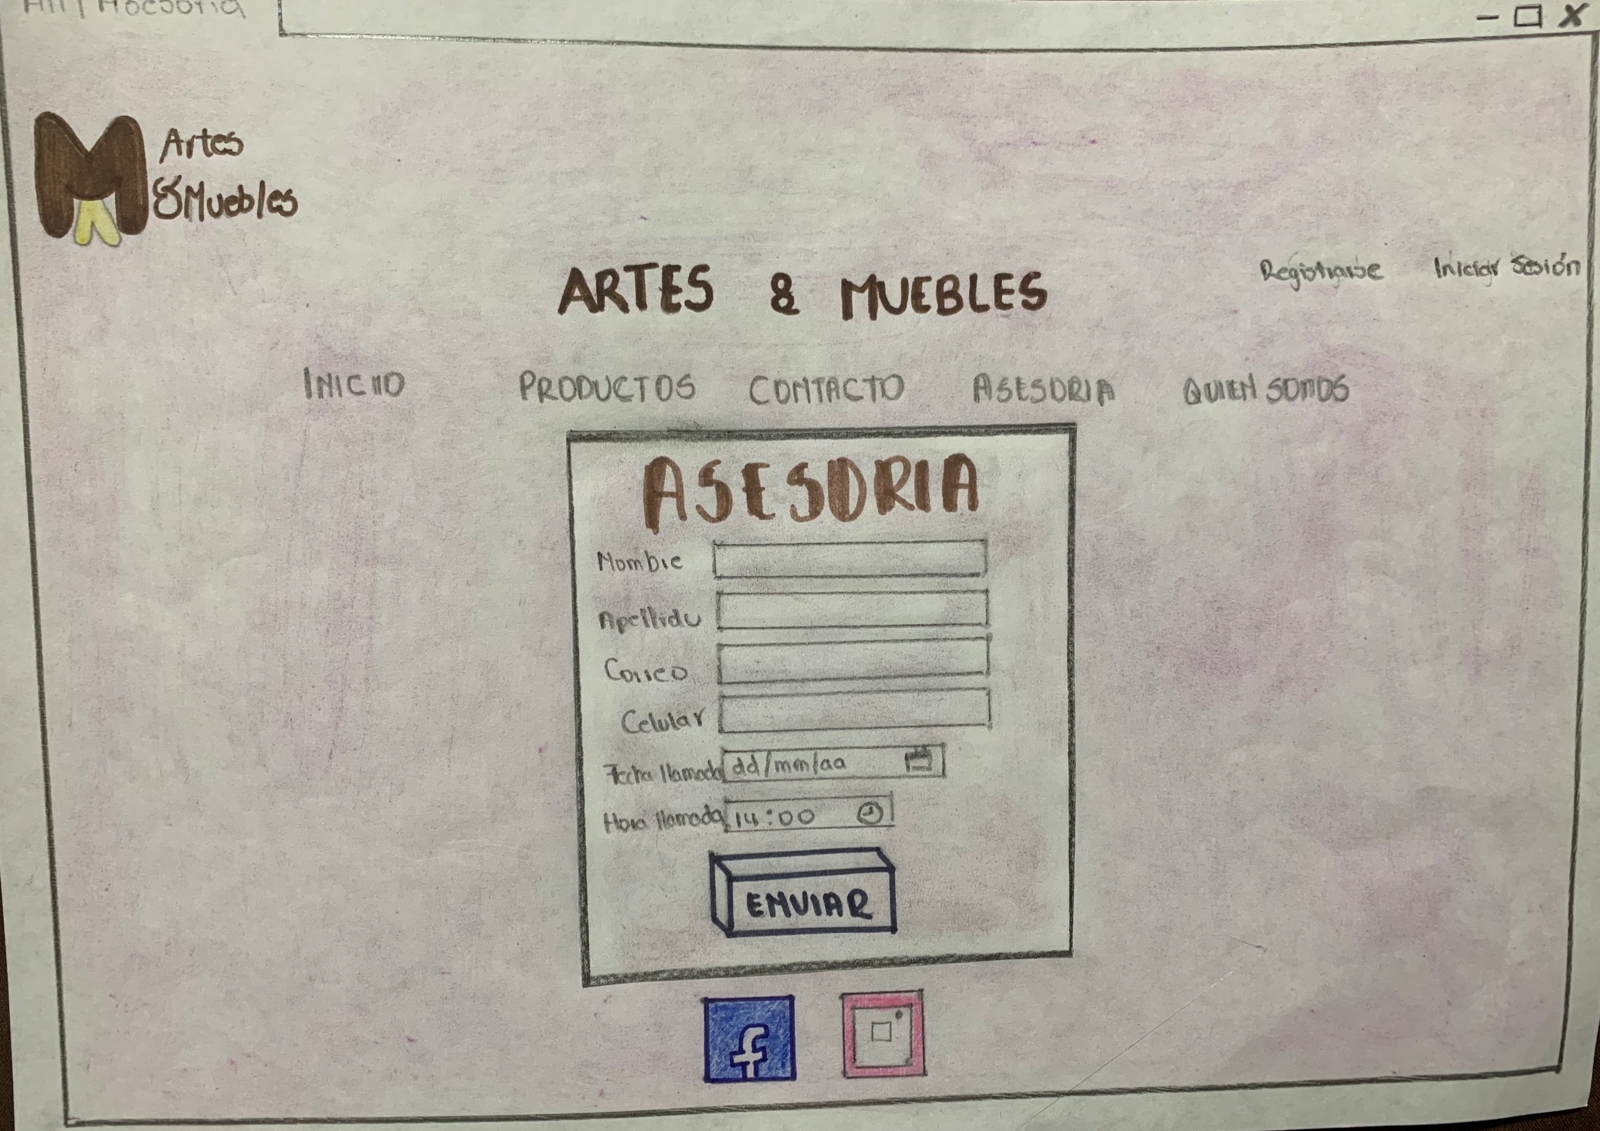 Artes
&Muebles
Registrarse Iniciar Sesión
ARTES & MUEBLES
INICIO PRODUCTOS CONTACTO ASESORIA QUIEN SOMOS
ASESORIA
Nombre
Apellido
Correo
Celular
Fecha llamada dd/mm/aa
Hora llamada 14:00
ENVIAR
f